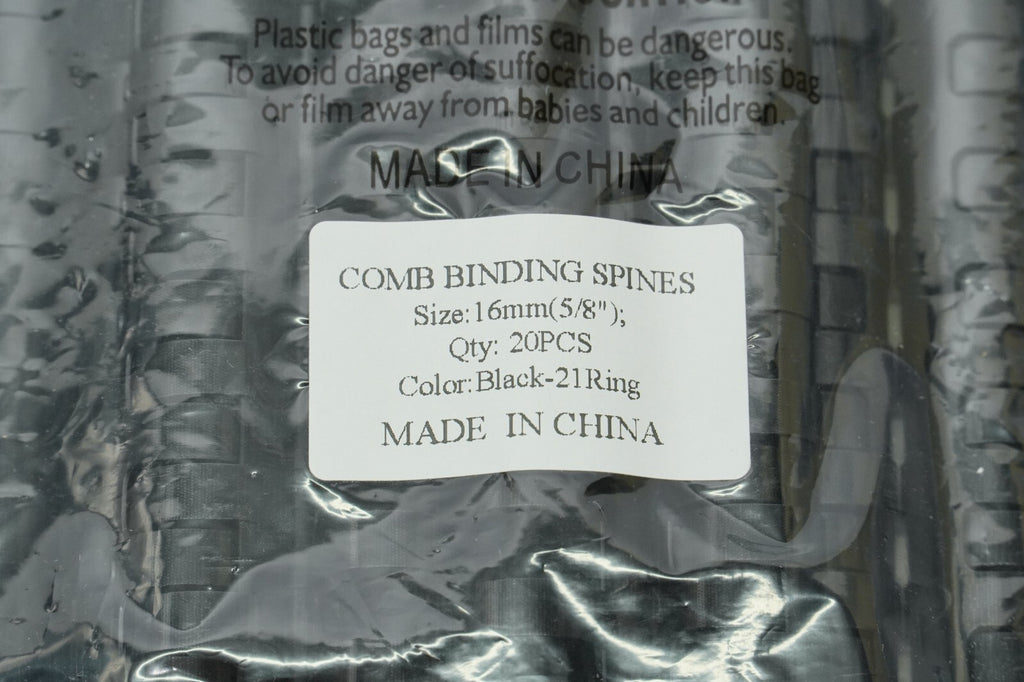 Plastic bags and films can be dangerous.
To avoid danger of suffocation, keep this bag
or film away from babies and children.
MADE IN CHINA
COMB BINDING SPINES
Size:16mm(5/8");
Qty: 20PCS
Color:Black-21Ring
MADE IN CHINA